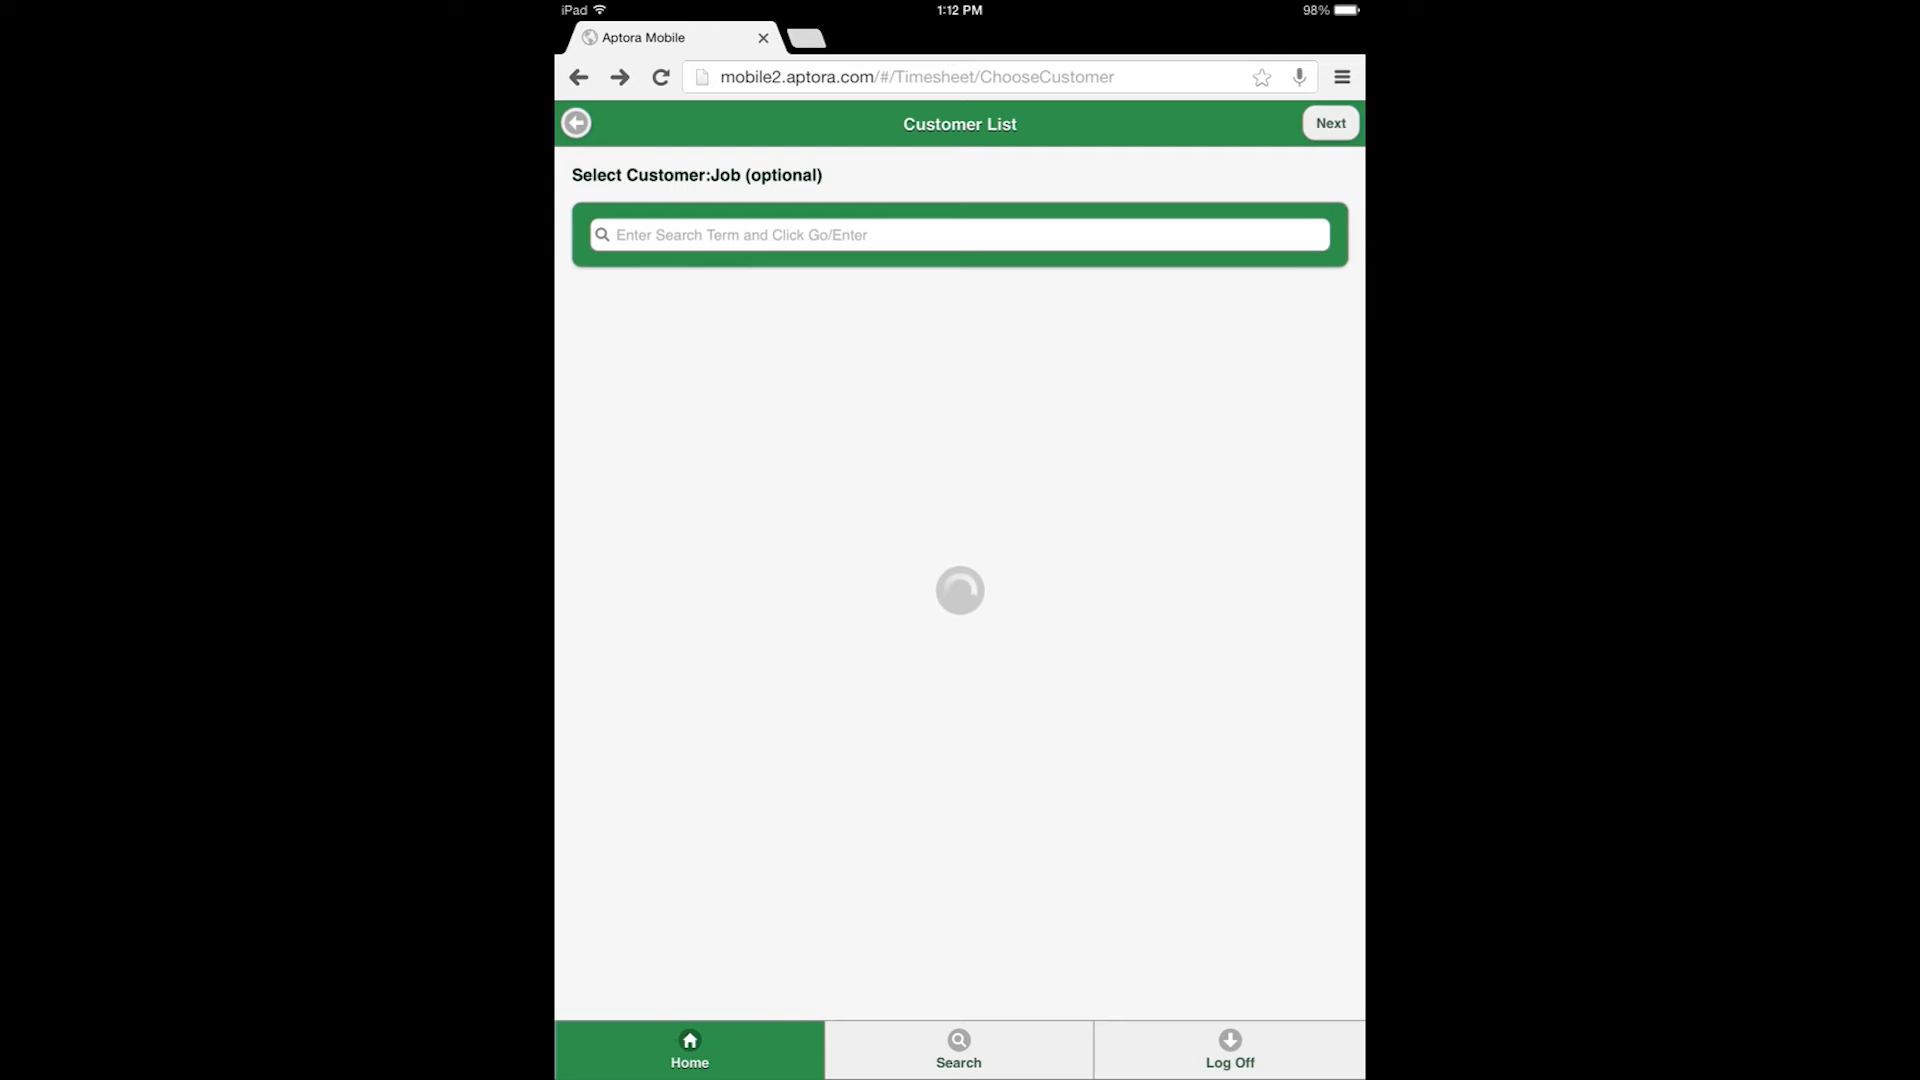 iPad 1:12 PM 98%
Aptora Mobile
mobile2.aptora.com/#/Timesheet/ChooseCustomer
Customer List Next
Select Customer:Job (optional)
Enter Search Term and Click Go/Enter
Home Search Log Off